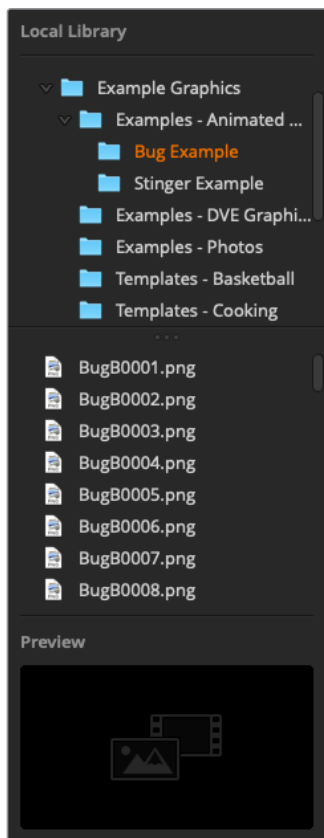 Local Library
Example Graphics
Examples - Animated ...
Bug Example
Stinger Example
Examples - DVE Graphi...
Examples - Photos
Templates - Basketball
Templates - Cooking
BugB0001.png
BugB0002.png
BugB0003.png
BugB0004.png
BugB0005.png
BugB0006.png
BugB0007.png
BugB0008.png
Preview